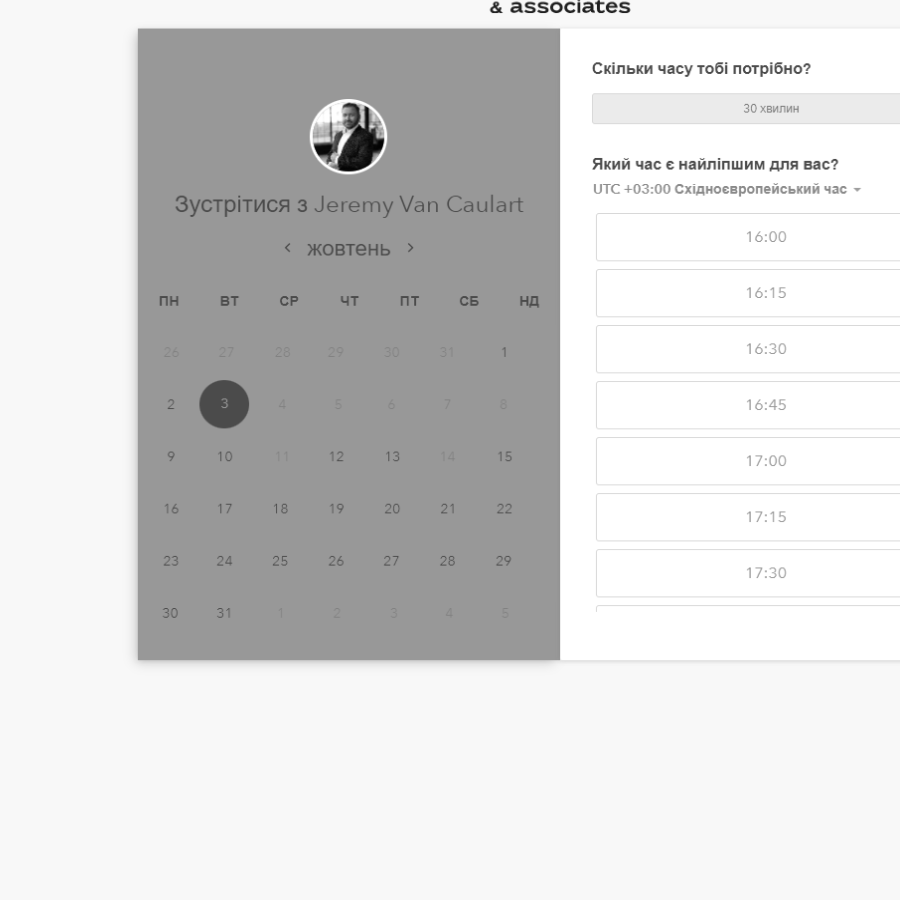 & associates
Зустрітися з Jeremy Van Caulart
жовтень
ПН ВТ СР ЧТ ПТ СБ НД
26 27 28 29 30 31 1
2 3 4 5 6 7 8
9 10 11 12 13 14 15
16 17 18 19 20 21 22
23 24 25 26 27 28 29
30 31 1 2 3 4 5
Скільки часу тобі потрібно?
30 хвилин
Який час є найліпшим для вас?
UTC +03:00 Східноєвропейський час
16:00
16:15
16:30
16:45
17:00
17:15
17:30